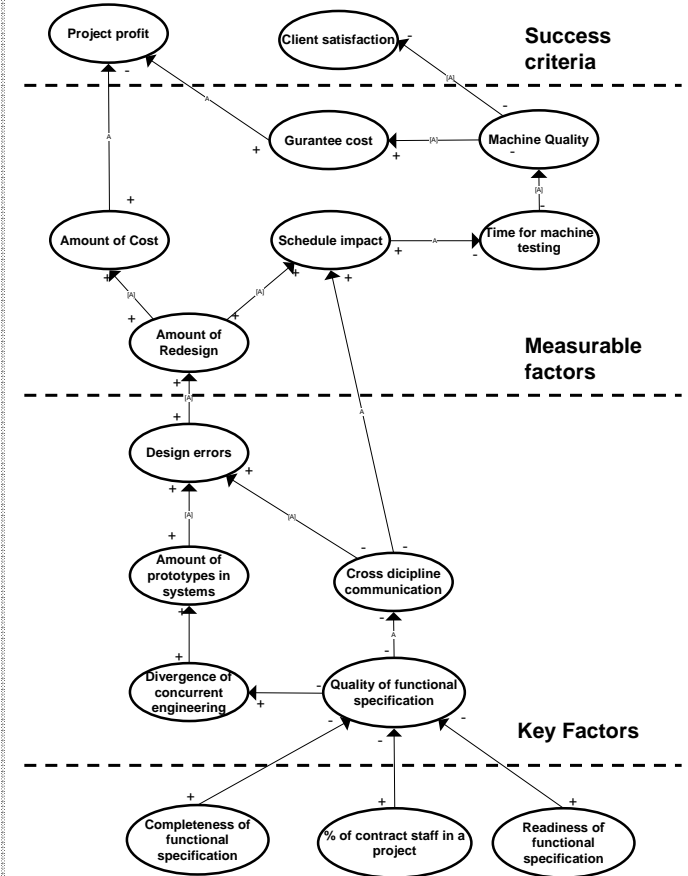 Project profit
Client satisfaction
Success
criteria
-
-
[A]
A
-
A
+
Gurantee cost
+
[A]
-
Machine Quality
[A]
+
-
Amount of Cost
Schedule impact
+
A
-
Time for machine
testing
+
[A]
+
[A]
+
+
+
Amount of
Redesign
Measurable
factors
+
[A]
+
A
Design errors
+
+
[A]
[A]
+
-
-
Amount of
prototypes in
systems
Cross dicipline
communication
+
-
A
+
-
Divergence of
concurrent
engineering
+
-
Quality of functional
specification
-
-
-
Key Factors
+
+
+
Completeness of
functional
specification
% of contract staff in a
project
Readiness of
functional
specification